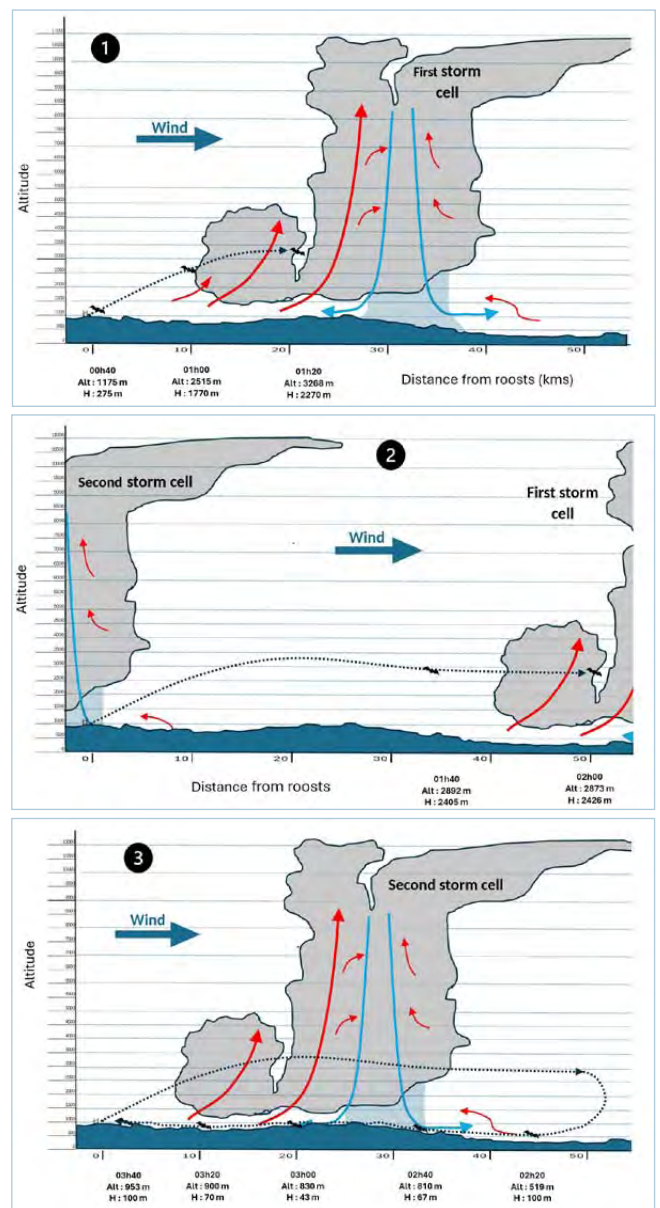 1
First storm
cell
Wind
Altitude
0
10
20
30
40
50
00h40
Alt : 1175 m
H : 275 m
01h00
Alt : 2515 m
H : 1770 m
01h20
Alt : 3268 m
H : 2270 m
Distance from roosts (kms)
2
Second storm cell
First storm
cell
Wind
Altitude
0
10
20
30
40
50
Distance from roosts
01h40
Alt : 2892 m
H : 2405 m
02h00
Alt : 2873 m
H : 2426 m
3
Second storm cell
Wind
Altitude
0
10
20
30
40
50
03h40
Alt : 953 m
H : 100 m
03h20
Alt : 900 m
H : 70 m
03h00
Alt : 830 m
H : 43 m
02h40
Alt : 810 m
H : 67 m
02h20
Alt : 519 m
H : 100 m